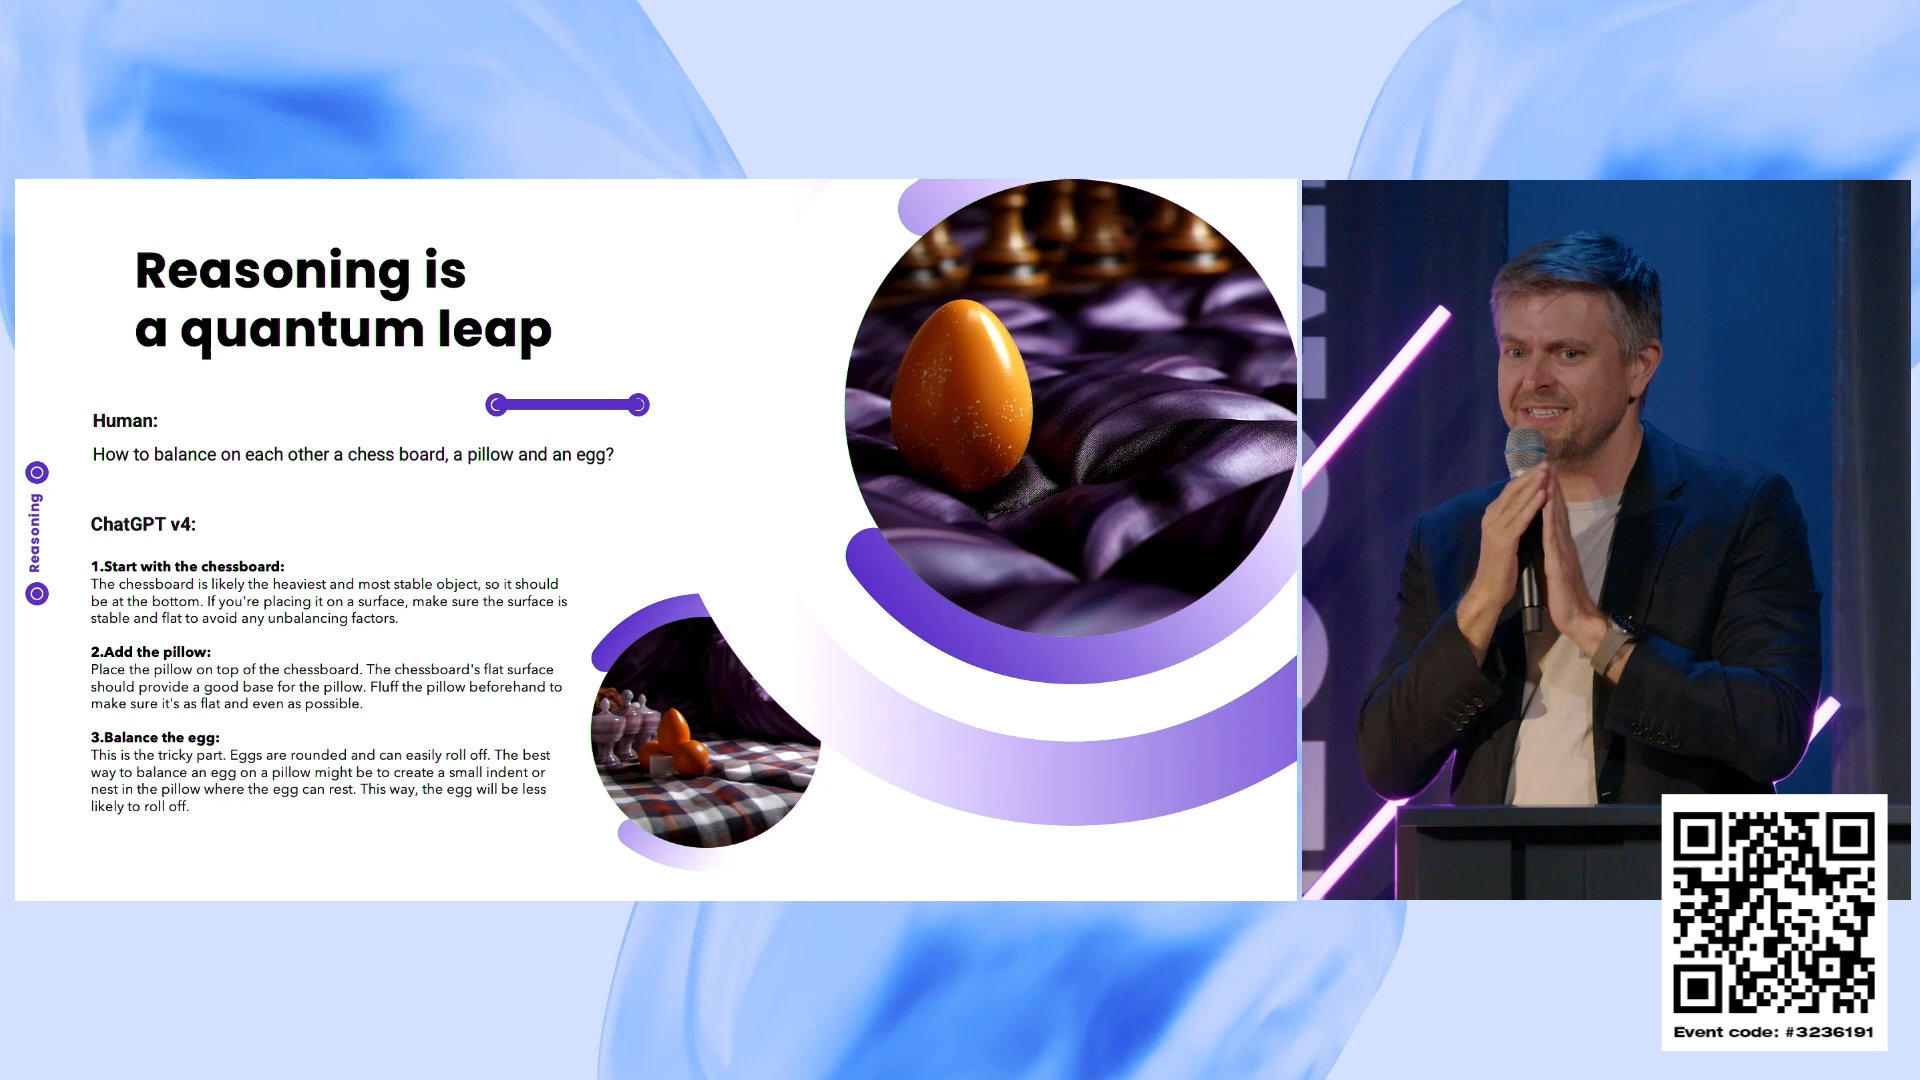 Reasoning is
a quantum leap
Human:
How to balance on each other a chess board, a pillow and an egg?
Reasoning
ChatGPT v4:
1.Start with the chessboard:
The chessboard is likely the heaviest and most stable object, so it should
be at the bottom. If you're placing it on a surface, make sure the surface is
stable and flat to avoid any unbalancing factors.
2.Add the pillow:
Place the pillow on top of the chessboard. The chessboard's flat surface
should provide a good base for the pillow. Fluff the pillow beforehand to
make sure it's as flat and even as possible.
3.Balance the egg:
This is the tricky part. Eggs are rounded and can easily roll off. The best
way to balance an egg on a pillow might be to create a small indent or
nest in the pillow where the egg can rest. This way, the egg will be less
likely to roll off.
Event code: #3236191